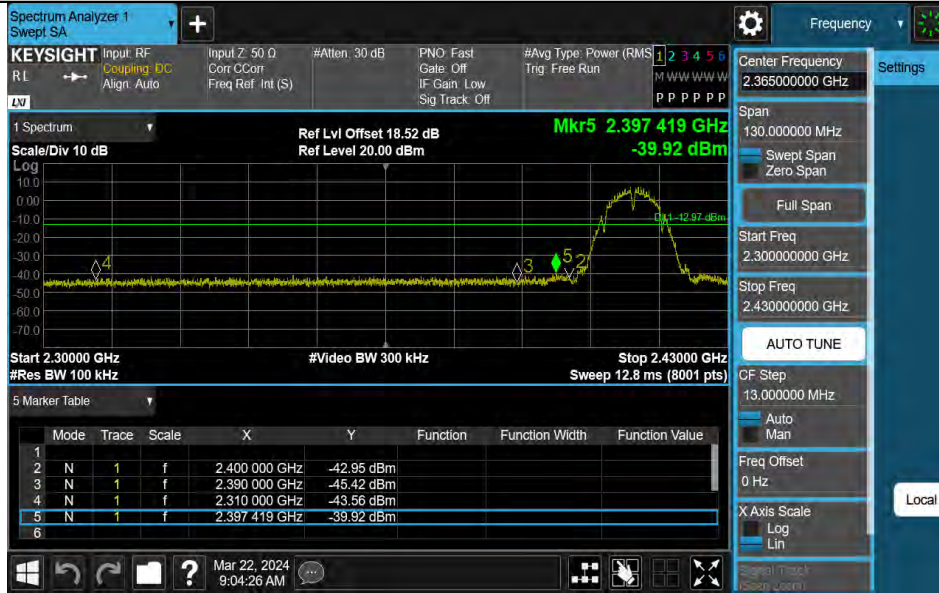 Spectrum Analyzer 1
Swept SA
+
Frequency
KEYSIGHT
RL
LXI
Input: RF
Coupling: DC
Align: Auto
Input Z: 50 Ω
Corr CCorr
Freq Ref: Int (S)
#Atten: 30 dB
PNO: Fast
Gate: Off
IF Gain: Low
Sig Track: Off
#Avg Type: Power (RMS
Trig: Free Run
1 2 3 4 5 6
M W W W W W
P P P P P P
1 Spectrum
Scale/Div 10 dB
Ref Lvl Offset 18.52 dB
Ref Level 20.00 dBm
Mkr5 2.397 419 GHz
-39.92 dBm
Log
10.0
0.00
-10.0
-20.0
-30.0
-40.0
-50.0
-60.0
-70.0
DL1 -12.97 dBm
4
3
5
2
Start 2.30000 GHz
#Res BW 100 kHz
#Video BW 300 kHz
Stop 2.43000 GHz
Sweep 12.8 ms (8001 pts)
5 Marker Table
Mode Trace Scale X Y Function Function Width Function Value
1
2 N 1 f 2.400 000 GHz -42.95 dBm
3 N 1 f 2.390 000 GHz -45.42 dBm
4 N 1 f 2.310 000 GHz -43.56 dBm
5 N 1 f 2.397 419 GHz -39.92 dBm
6
?
Mar 22, 2024
9:04:26 AM
Center Frequency
2.365000000 GHz
Span
130.000000 MHz
Swept Span
Zero Span
Full Span
Start Freq
2.300000000 GHz
Stop Freq
2.430000000 GHz
AUTO TUNE
CF Step
13.000000 MHz
Auto
Man
Freq Offset
0 Hz
X Axis Scale
Log
Lin
Signal Track
(Span Zoom)
Settings
Local